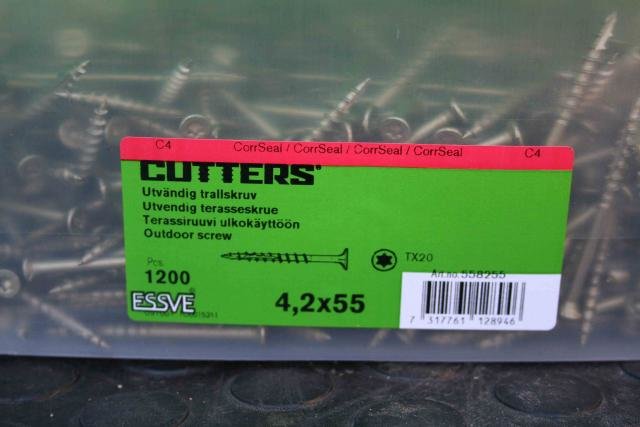 C4 CorrSeal / CorrSeal / CorrSeal / CorrSeal C4
CUTTERS®
Utvändig trallskruv
Utvendig terasseskrue
Terassiruuvi ulkokäyttöön
Outdoor screw
TX20
Pcs.
1200
Art.no. 558255
ESSVE®
4,2x55
7 317761 128946